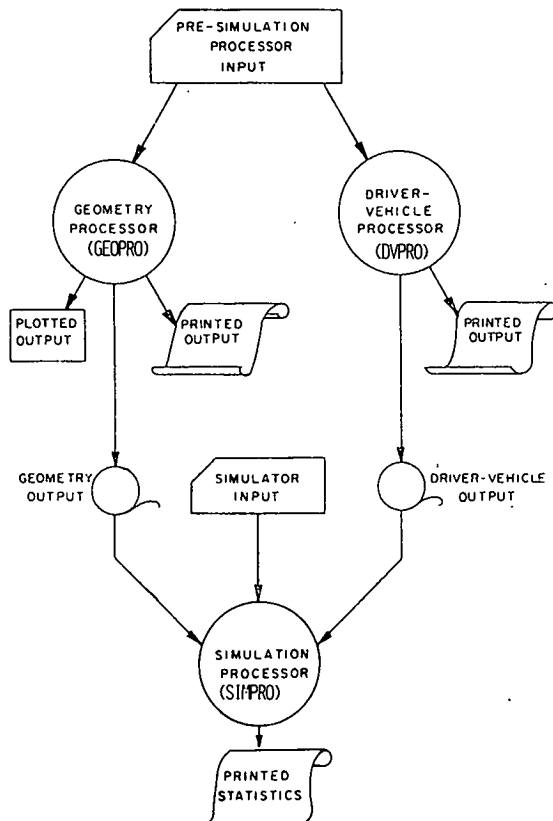 PRE-SIMULATION
PROCESSOR
INPUT
GEOMETRY
PROCESSOR
(GEOPRO)
DRIVER-
VEHICLE
PROCESSOR
(DVPRO)
PLOTTED
OUTPUT
PRINTED
OUTPUT
PRINTED
OUTPUT
GEOMETRY
OUTPUT
SIMULATOR
INPUT
DRIVER-VEHICLE
OUTPUT
SIMULATION
PROCESSOR
(SIMPRO)
PRINTED
STATISTICS